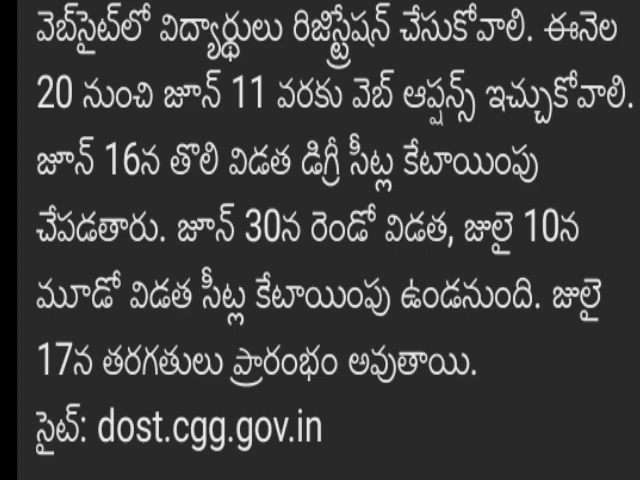 వెబ్‌సైట్‌లో విద్యార్థులు రిజిస్ట్రేషన్ చేసుకోవాలి. ఈనెల
20 నుంచి జూన్ 11 వరకు వెబ్ ఆప్షన్స్ ఇచ్చుకోవాలి.
జూన్ 16న తొలి విడత డిగ్రీ సీట్ల కేటాయింపు
చేపడతారు. జూన్ 30న రెండో విడత, జులై 10న
మూడో విడత సీట్ల కేటాయింపు ఉండనుంది. జులై
17న తరగతులు ప్రారంభం అవుతాయి.
సైట్: dost.cgg.gov.in